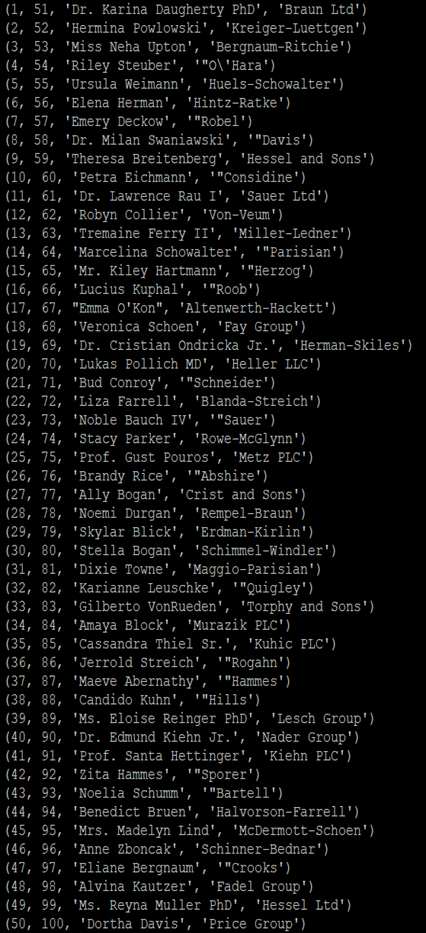 (1, 51, 'Dr. Karina Daugherty PhD', 'Braun Ltd')
(2, 52, 'Hermina Powlowski', 'Kreiger-Luettgen')
(3, 53, 'Miss Neha Upton', 'Bergnaum-Ritchie')
(4, 54, 'Riley Steuber', '"O\'Hara')
(5, 55, 'Ursula Weimann', 'Huels-Schowalter')
(6, 56, 'Elena Herman', 'Hintz-Ratke')
(7, 57, 'Emery Deckow', '"Robel')
(8, 58, 'Dr. Milan Swaniawski', '"Davis')
(9, 59, 'Theresa Breitenberg', 'Hessel and Sons')
(10, 60, 'Petra Eichmann', '"Considine')
(11, 61, 'Dr. Lawrence Rau I', 'Sauer Ltd')
(12, 62, 'Robyn Collier', 'Von-Veum')
(13, 63, 'Tremaine Ferry II', 'Miller-Ledner')
(14, 64, 'Marcelina Schowalter', '"Parisian')
(15, 65, 'Mr. Kiley Hartmann', '"Herzog')
(16, 66, 'Lucius Kuphal', '"Roob')
(17, 67, "Emma O'Kon", 'Altenwerth-Hackett')
(18, 68, 'Veronica Schoen', 'Fay Group')
(19, 69, 'Dr. Cristian Ondricka Jr.', 'Herman-Skiles')
(20, 70, 'Lukas Pollich MD', 'Heller LLC')
(21, 71, 'Bud Conroy', '"Schneider')
(22, 72, 'Liza Farrell', 'Blanda-Streich')
(23, 73, 'Noble Bauch IV', '"Sauer')
(24, 74, 'Stacy Parker', 'Rowe-McGlynn')
(25, 75, 'Prof. Gust Pouros', 'Metz PLC')
(26, 76, 'Brandy Rice', '"Abshire')
(27, 77, 'Ally Bogan', 'Crist and Sons')
(28, 78, 'Noemi Durgan', 'Rempel-Braun')
(29, 79, 'Skylar Blick', 'Erdman-Kirlin')
(30, 80, 'Stella Bogan', 'Schimmel-Windler')
(31, 81, 'Dixie Towne', 'Maggio-Parisian')
(32, 82, 'Karianne Leuschke', '"Quigley')
(33, 83, 'Gilberto VonRueden', 'Torphy and Sons')
(34, 84, 'Amaya Block', 'Murazik PLC')
(35, 85, 'Cassandra Thiel Sr.', 'Kuhic PLC')
(36, 86, 'Jerrold Streich', '"Rogahn')
(37, 87, 'Maeve Abernathy', '"Hammes')
(38, 88, 'Candido Kuhn', '"Hills')
(39, 89, 'Ms. Eloise Reinger PhD', 'Lesch Group')
(40, 90, 'Dr. Edmund Kiehn Jr.', 'Nader Group')
(41, 91, 'Prof. Santa Hettinger', 'Kiehn PLC')
(42, 92, 'Zita Hammes', '"Sporer')
(43, 93, 'Noelia Schumm', '"Bartell')
(44, 94, 'Benedict Bruen', 'Halvorson-Farrell')
(45, 95, 'Mrs. Madelyn Lind', 'McDermott-Schoen')
(46, 96, 'Anne Zboncak', 'Schinner-Bednar')
(47, 97, 'Eliane Bergnaum', '"Crooks')
(48, 98, 'Alvina Kautzer', 'Fadel Group')
(49, 99, 'Ms. Reyna Muller PhD', 'Hessel Ltd')
(50, 100, 'Dortha Davis', 'Price Group')